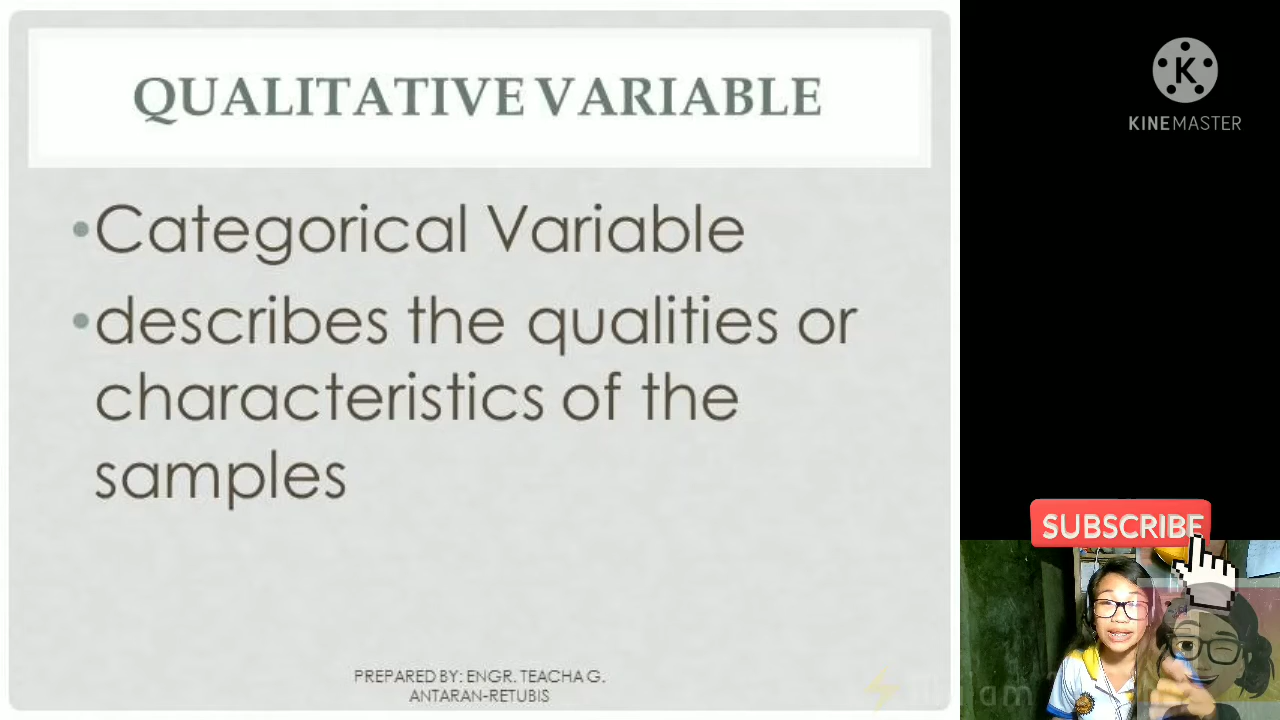 QUALITATIVE VARIABLE
•Categorical Variable
•describes the qualities or
characteristics of the
samples
PREPARED BY: ENGR. TEACHA G.
ANTARAN-RETUBIS
K
KINEMASTER
SUBSCRIBE